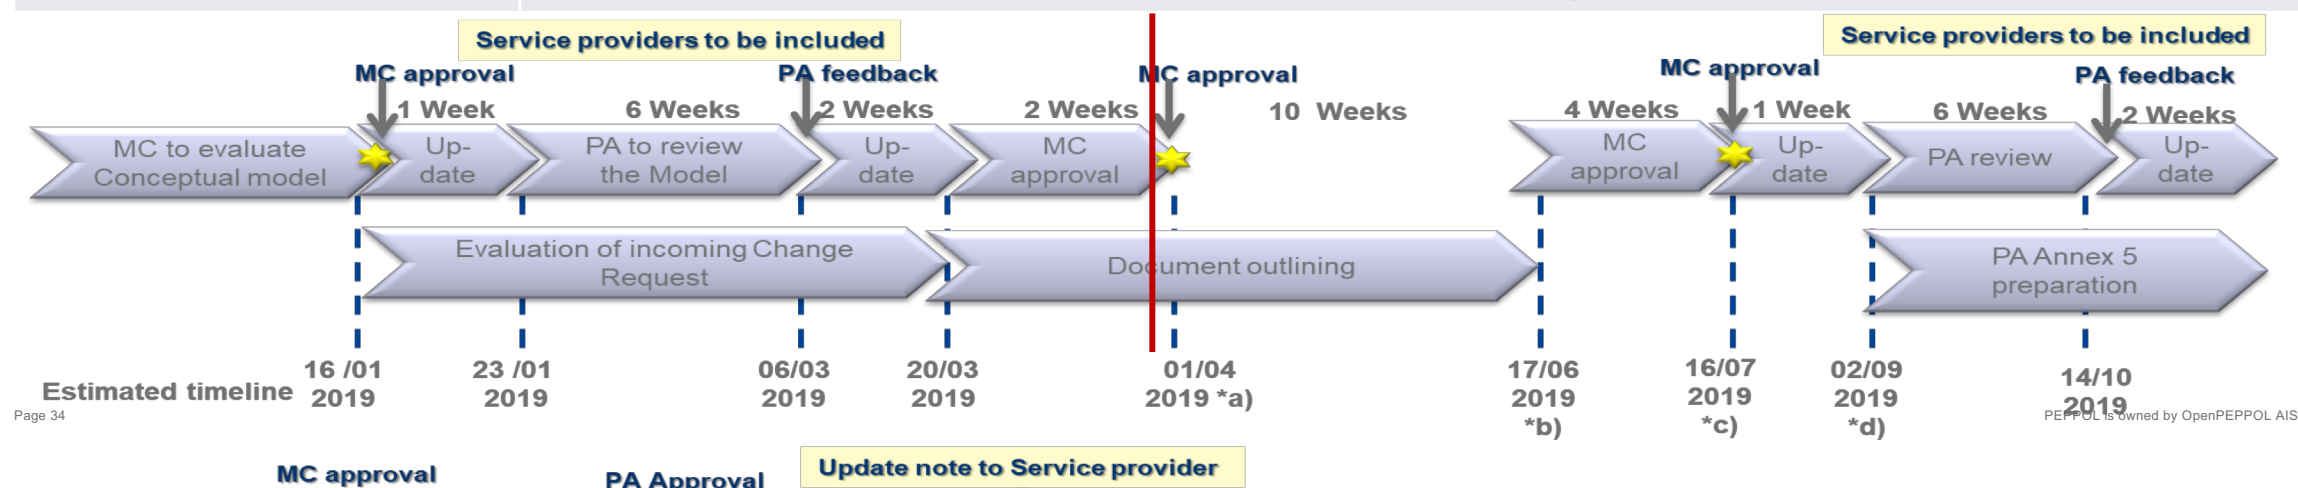 Service providers to be included
Service providers to be included
MC approval
PA feedback
MC approval
MC approval
PA feedback
1 Week
6 Weeks
2 Weeks
2 Weeks
10 Weeks
4 Weeks
1 Week
6 Weeks
2 Weeks
MC to evaluate
Conceptual model
Up-
date
PA to review
the Model
Up-
date
MC
approval
MC
approval
Up-
date
PA review
Up-
date
Evaluation of incoming Change
Request
Document outlining
PA Annex 5
preparation
Estimated timeline
16 /01
2019
23 /01
2019
06/03
2019
20/03
2019
01/04
2019 *a)
17/06
2019
*b)
16/07
2019
*c)
02/09
2019
*d)
14/10
2019
Page 34
PEPPOL is owned by OpenPEPPOL AIS
MC approval
PA Approval
Update note to Service provider